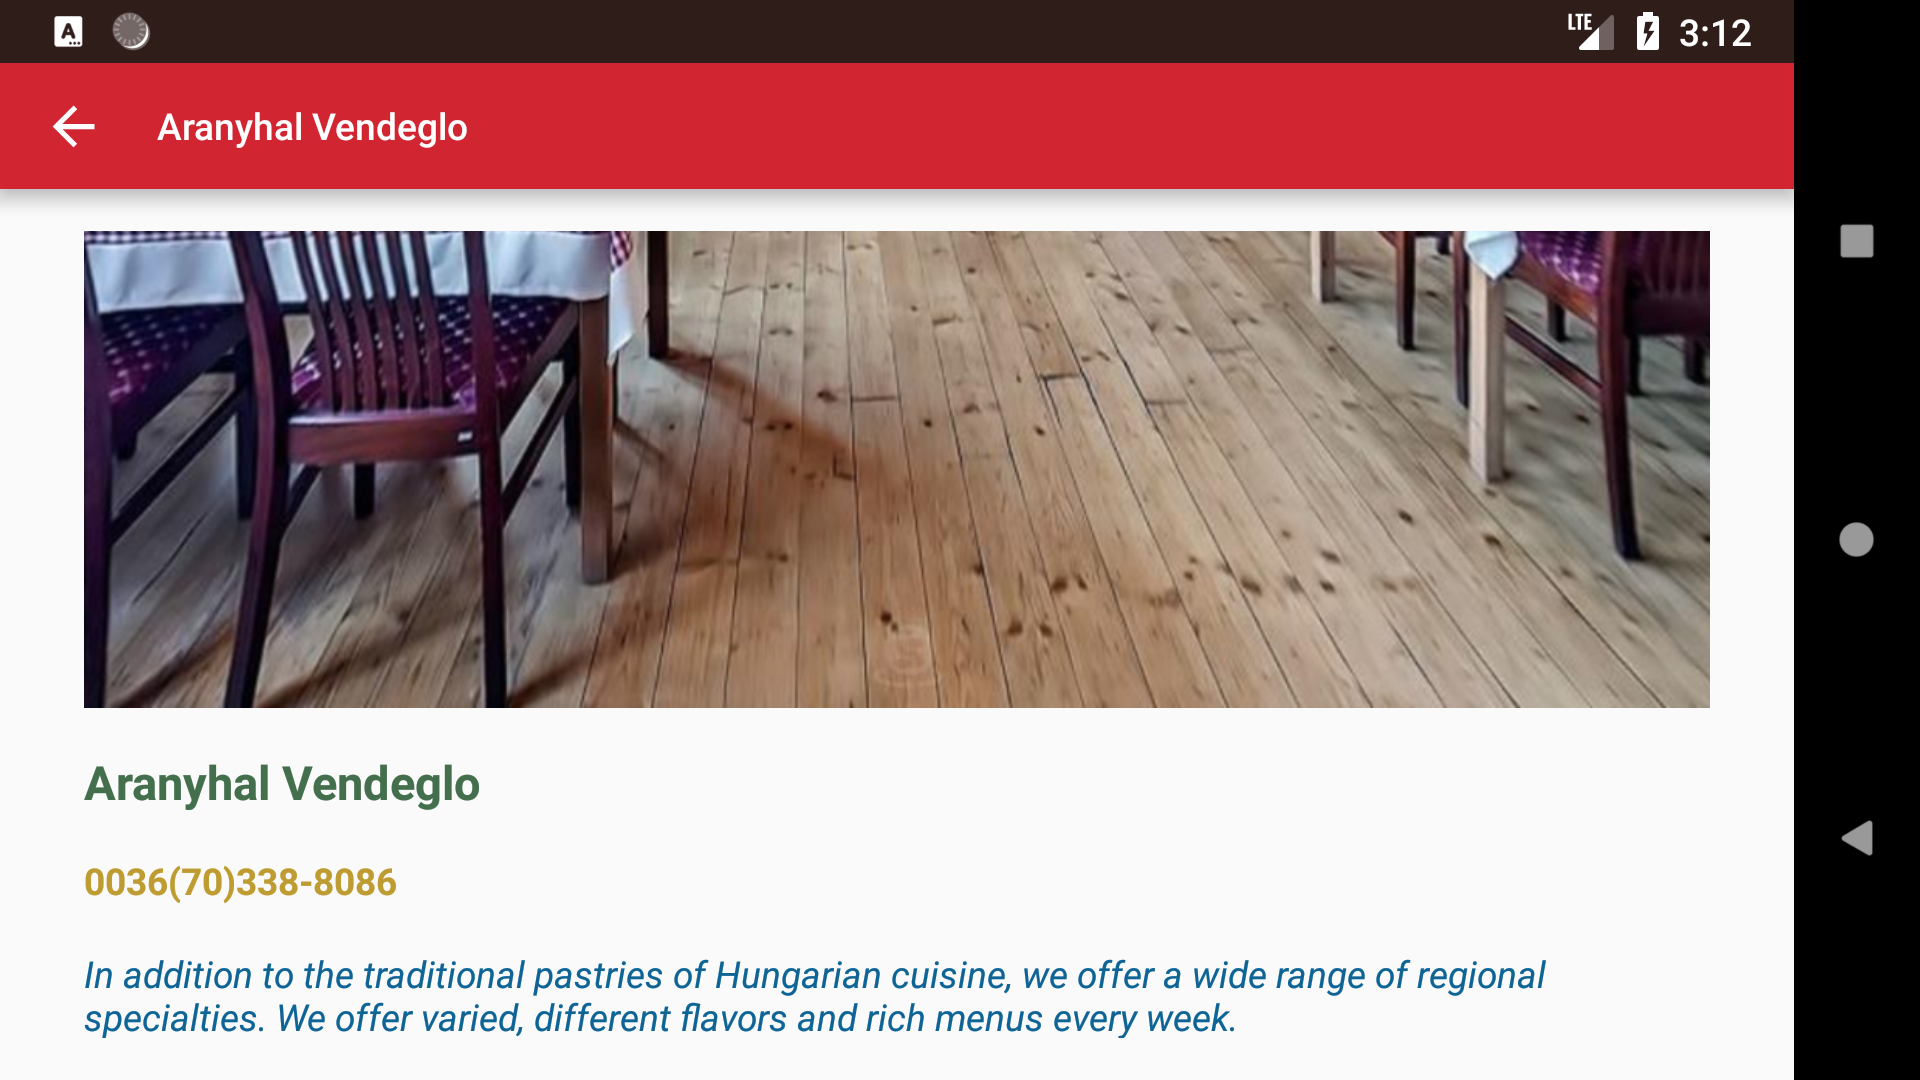 LTE 3:12
Aranyhal Vendeglo
Aranyhal Vendeglo
0036(70)338-8086
In addition to the traditional pastries of Hungarian cuisine, we offer a wide range of regional
specialties. We offer varied, different flavors and rich menus every week.